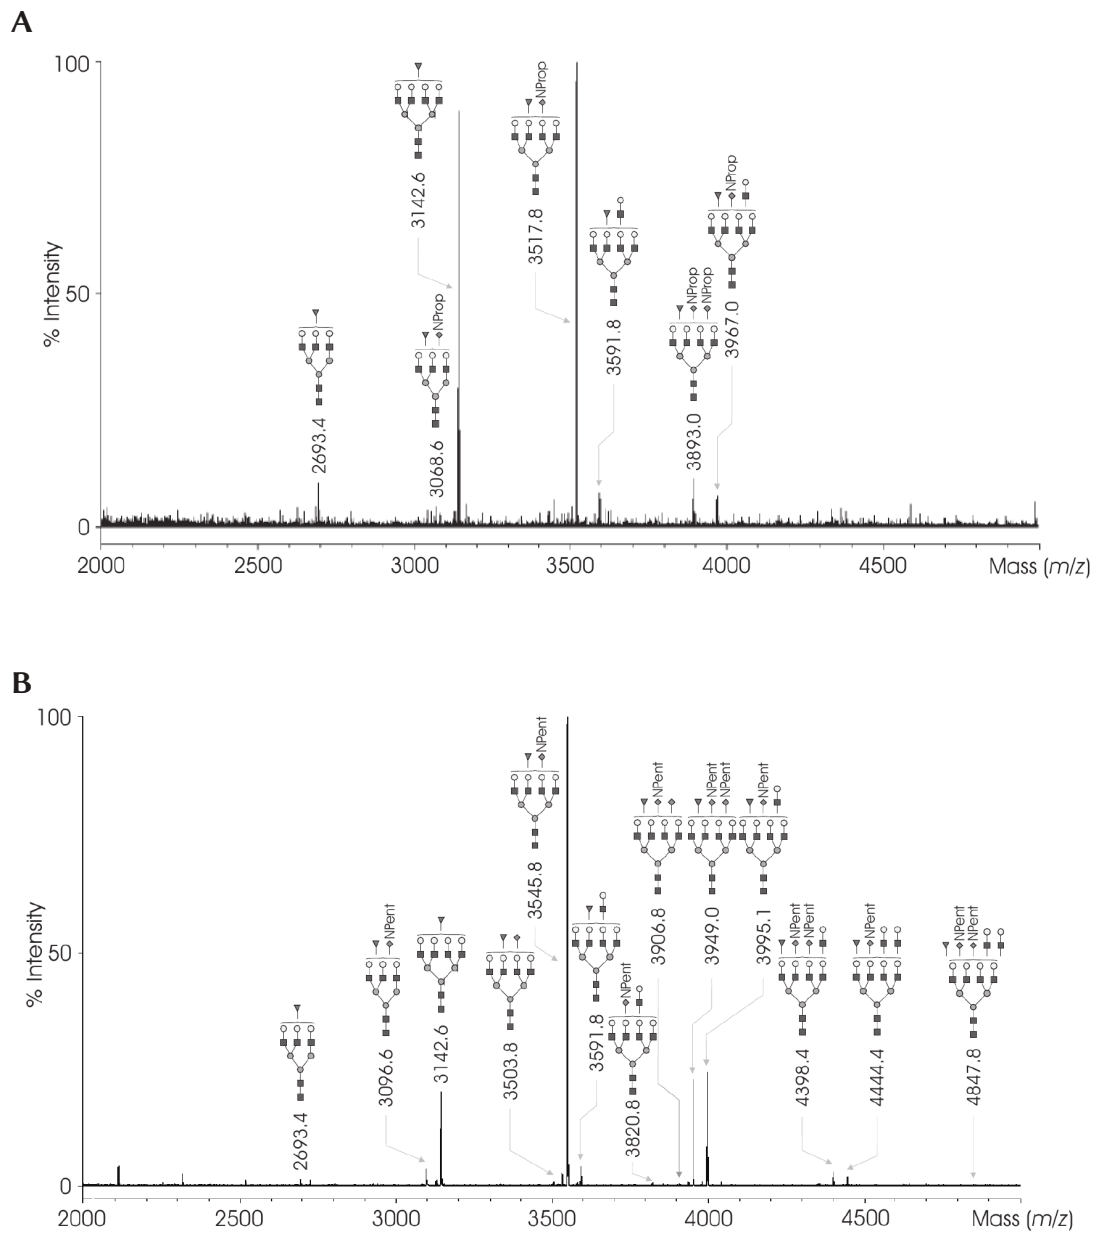 A
100
50
0
% Intensity
2693.4
3142.6
NProp
3068.6
NProp
3517.8
3591.8
NProp
NProp
3893.0
NProp
3967.0
2000
2500
3000
3500
4000
4500
Mass (m/z)
B
100
50
0
% Intensity
2693.4
NPent
3096.6
3142.6
3503.8
NPent
3545.8
3591.8
NPent
3820.8
NPent
3906.8
NPent
NPent
3949.0
NPent
3995.1
NPent
NPent
4398.4
NPent
4444.4
NPent
NPent
4847.8
2000
2500
3000
3500
4000
4500
Mass (m/z)